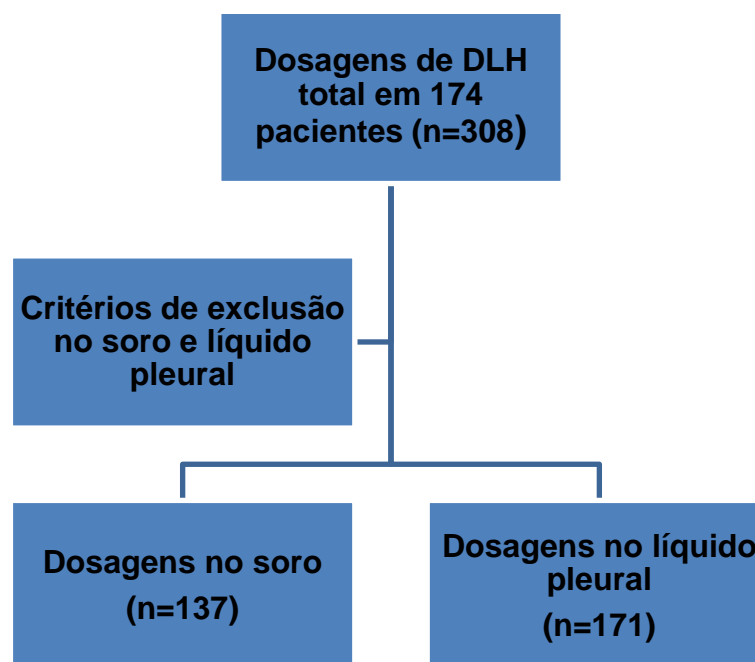 Dosagens de DLH
total em 174
pacientes (n=308)
Critérios de exclusão
no soro e líquido
pleural
Dosagens no soro
(n=137)
Dosagens no líquido
pleural
(n=171)